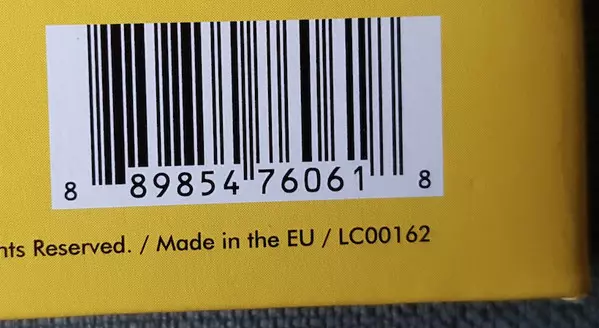 8 89854 76061 8
nts Reserved. / Made in the EU / LC00162